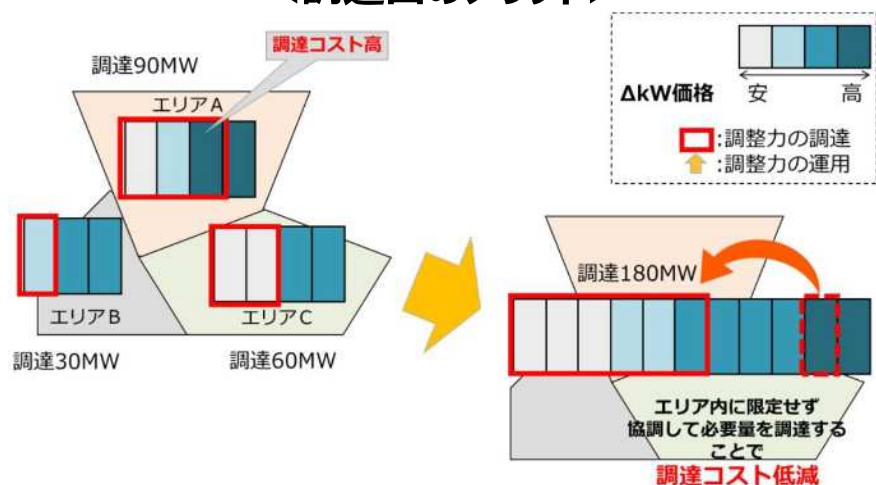 調達コスト高
調達90MW
エリアA
ΔkW価格
安
高
:調整力の調達
:調整力の運用
エリアB
エリアC
調達30MW
調達60MW
調達180MW
エリア内に限定せず
協調して必要量を調達する
ことで
調達コスト低減